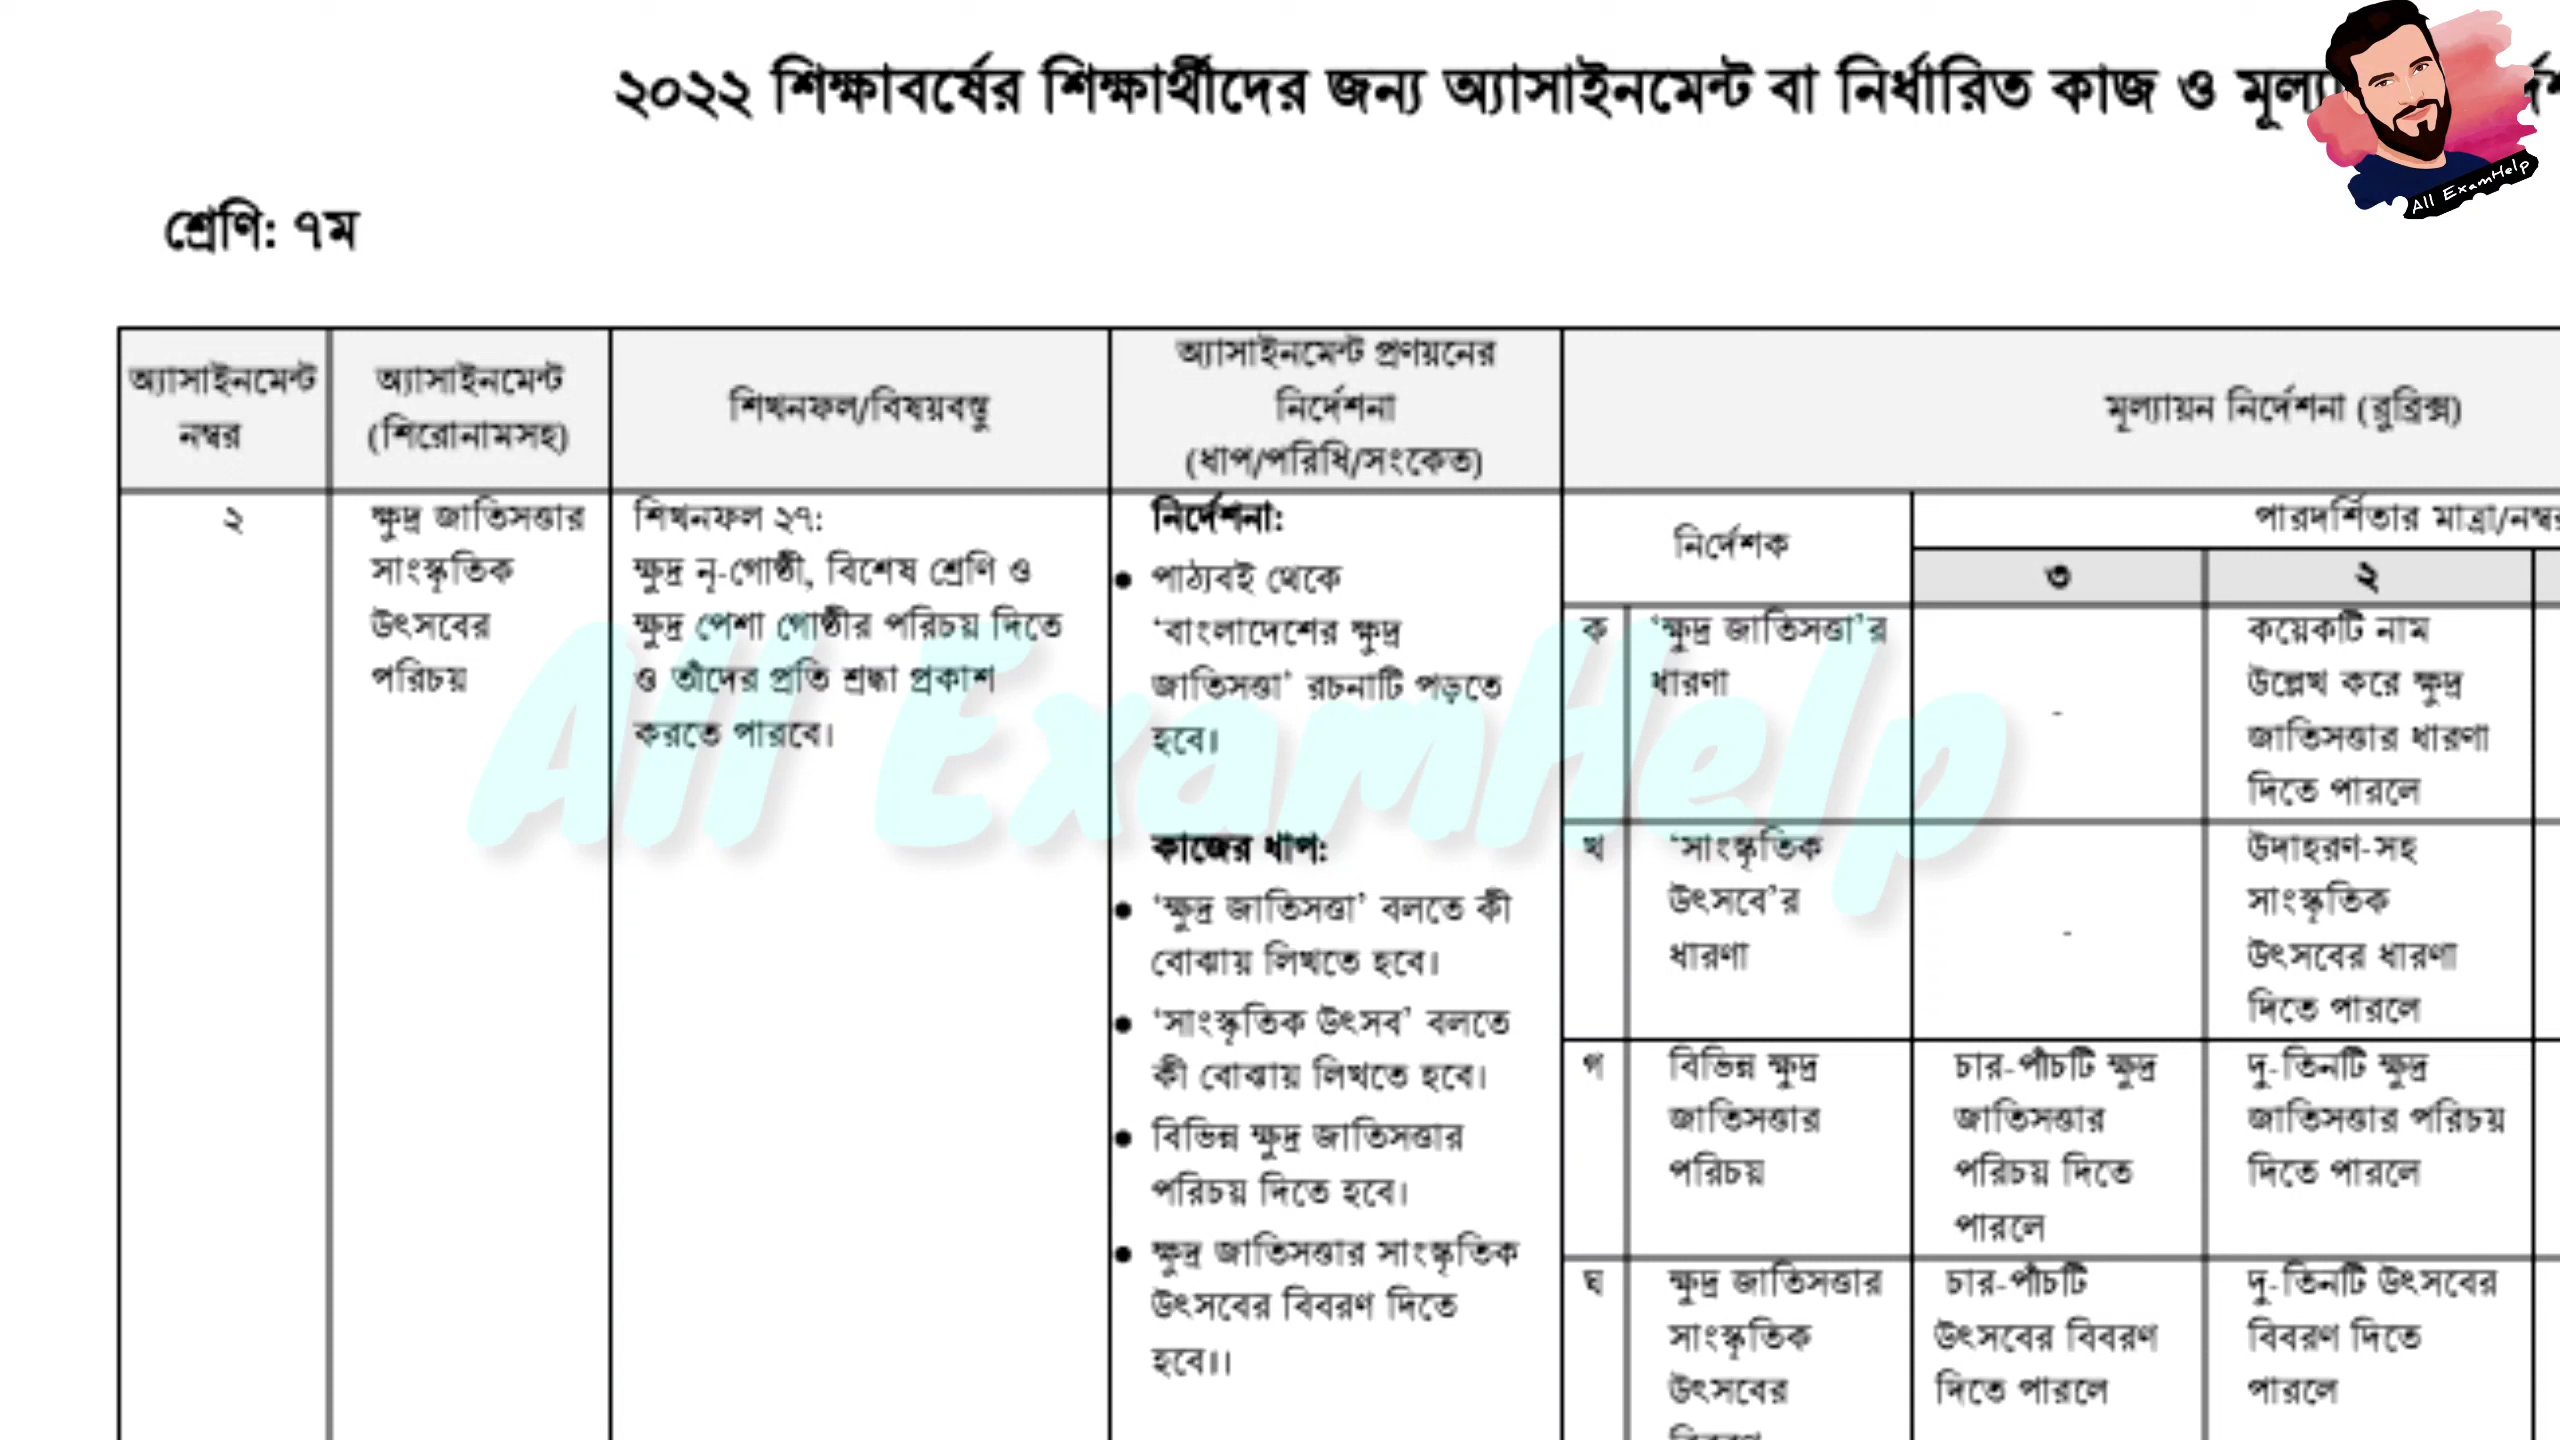 ২০২২ শিক্ষাবর্ষের শিক্ষার্থীদের জন্য অ্যাসাইনমেন্ট বা নির্ধারিত কাজ ও
All ExamHelp
শ্রেণি: ৭ম
অ্যাসাইনমেন্ট
নম্বর
অ্যাসাইনমেন্ট
(শিরোনামসহ)
শিখনফল/বিষয়বস্তু
অ্যাসাইনমেন্ট প্রণয়নের
নির্দেশনা
(ধাপ/পরিধি/সংকেত)
মূল্যায়ন নির্দেশনা (রুব্রিক্স)
২
ক্ষুদ্র জাতিসত্তার
সাংস্কৃতিক
উৎসবের
পরিচয়
শিখনফল ২৭:
ক্ষুদ্র নৃ-গোষ্ঠী, বিশেষ শ্রেণি ও
ক্ষুদ্র পেশা গোষ্ঠীর পরিচয় দিতে
ও তাঁদের প্রতি শ্রদ্ধা প্রকাশ
করতে পারবে।
নির্দেশনা:
● পাঠ্যবই থেকে
‘বাংলাদেশের ক্ষুদ্র
জাতিসত্তা’ রচনাটি পড়তে
হবে।
কাজের ধাপ:
● ‘ক্ষুদ্র জাতিসত্তা’ বলতে কী
বোঝায় লিখতে হবে।
● ‘সাংস্কৃতিক উৎসব’ বলতে
কী বোঝায় লিখতে হবে।
● বিভিন্ন ক্ষুদ্র জাতিসত্তার
পরিচয় দিতে হবে।
● ক্ষুদ্র জাতিসত্তার সাংস্কৃতিক
উৎসবের বিবরণ দিতে
হবে।।
নির্দেশক
পারদর্শিতার মাত্রা/নম্বর
৩
২
ক
‘ক্ষুদ্র জাতিসত্তা’র
ধারণা
-
কয়েকটি নাম
উল্লেখ করে ক্ষুদ্র
জাতিসত্তার ধারণা
দিতে পারলে
খ
‘সাংস্কৃতিক
উৎসবে’র
ধারণা
-
উদাহরণ-সহ
সাংস্কৃতিক
উৎসবের ধারণা
দিতে পারলে
গ
বিভিন্ন ক্ষুদ্র
জাতিসত্তার
পরিচয়
চার-পাঁচটি ক্ষুদ্র
জাতিসত্তার
পরিচয় দিতে
পারলে
দু-তিনটি ক্ষুদ্র
জাতিসত্তার পরিচয়
দিতে পারলে
ঘ
ক্ষুদ্র জাতিসত্তার
সাংস্কৃতিক
উৎসবের
চার-পাঁচটি
উৎসবের বিবরণ
দিতে পারলে
দু-তিনটি উৎসবের
বিবরণ দিতে
পারলে
All ExamHelp